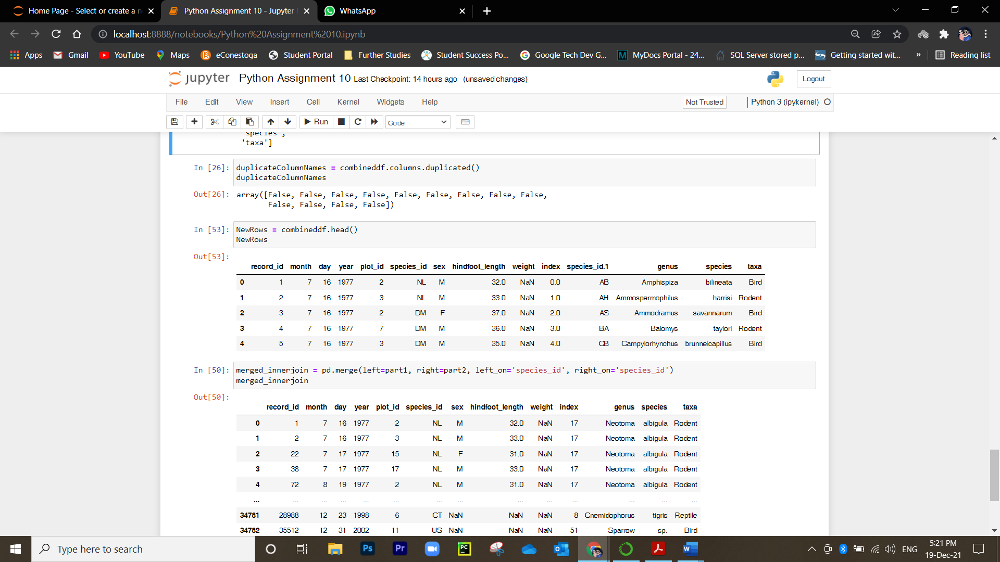 Home Page - Select or create a n
Python Assignment 10 - Jupyter
WhatsApp
localhost:8888/notebooks/Python%20Assignment%2010.ipynb
Apps Gmail YouTube Maps eConestoga Student Portal Further Studies Student Success Po... Google Tech Dev G... MyDocs Portal - 24... SQL Server stored p... Getting started wit... » Reading list
jupyter Python Assignment 10 Last Checkpoint: 14 hours ago (unsaved changes) Logout
File Edit View Insert Cell Kernel Widgets Help Not Trusted Python 3 (ipykernel)
Run Code
'species',
'taxa']
In [26]: duplicateColumnNames = combineddf.columns.duplicated()
duplicateColumnNames
Out[26]: array([False, False, False, False, False, False, False, False, False,
False, False, False, False, False])
In [53]: NewRows = combineddf.head()
NewRows
Out[53]:
record_id month day year plot_id species_id sex hindfoot_length weight index species_id.1 genus species taxa
0 1 7 16 1977 2 NL M 32.0 NaN 0.0 AB Amphispiza bilineata Bird
1 2 7 16 1977 3 NL M 33.0 NaN 1.0 AH Ammospermophilus harrisi Rodent
2 3 7 16 1977 2 DM F 37.0 NaN 2.0 AS Ammodramus savannarum Bird
3 4 7 16 1977 7 DM M 36.0 NaN 3.0 BA Baiomys taylori Rodent
4 5 7 16 1977 3 DM M 35.0 NaN 4.0 CB Campylorhynchus brunneicapillus Bird
In [50]: merged_innerjoin = pd.merge(left=part1, right=part2, left_on='species_id', right_on='species_id')
merged_innerjoin
Out[50]:
record_id month day year plot_id species_id sex hindfoot_length weight index genus species taxa
0 1 7 16 1977 2 NL M 32.0 NaN 17 Neotoma albigula Rodent
1 2 7 16 1977 3 NL M 33.0 NaN 17 Neotoma albigula Rodent
2 22 7 17 1977 15 NL F 31.0 NaN 17 Neotoma albigula Rodent
3 38 7 17 1977 17 NL M 33.0 NaN 17 Neotoma albigula Rodent
4 72 8 19 1977 2 NL M 31.0 NaN 17 Neotoma albigula Rodent
... ... ... ... ... ... ... ... ... ... ... ... ... ...
34781 28988 12 23 1998 6 CT NaN NaN NaN 8 Cnemidophorus tigris Reptile
34782 35512 12 31 2002 11 US NaN NaN NaN 51 Sparrow sp. Bird
Type here to search
Ps Pr PC ENG 5:21 PM
19-Dec-21